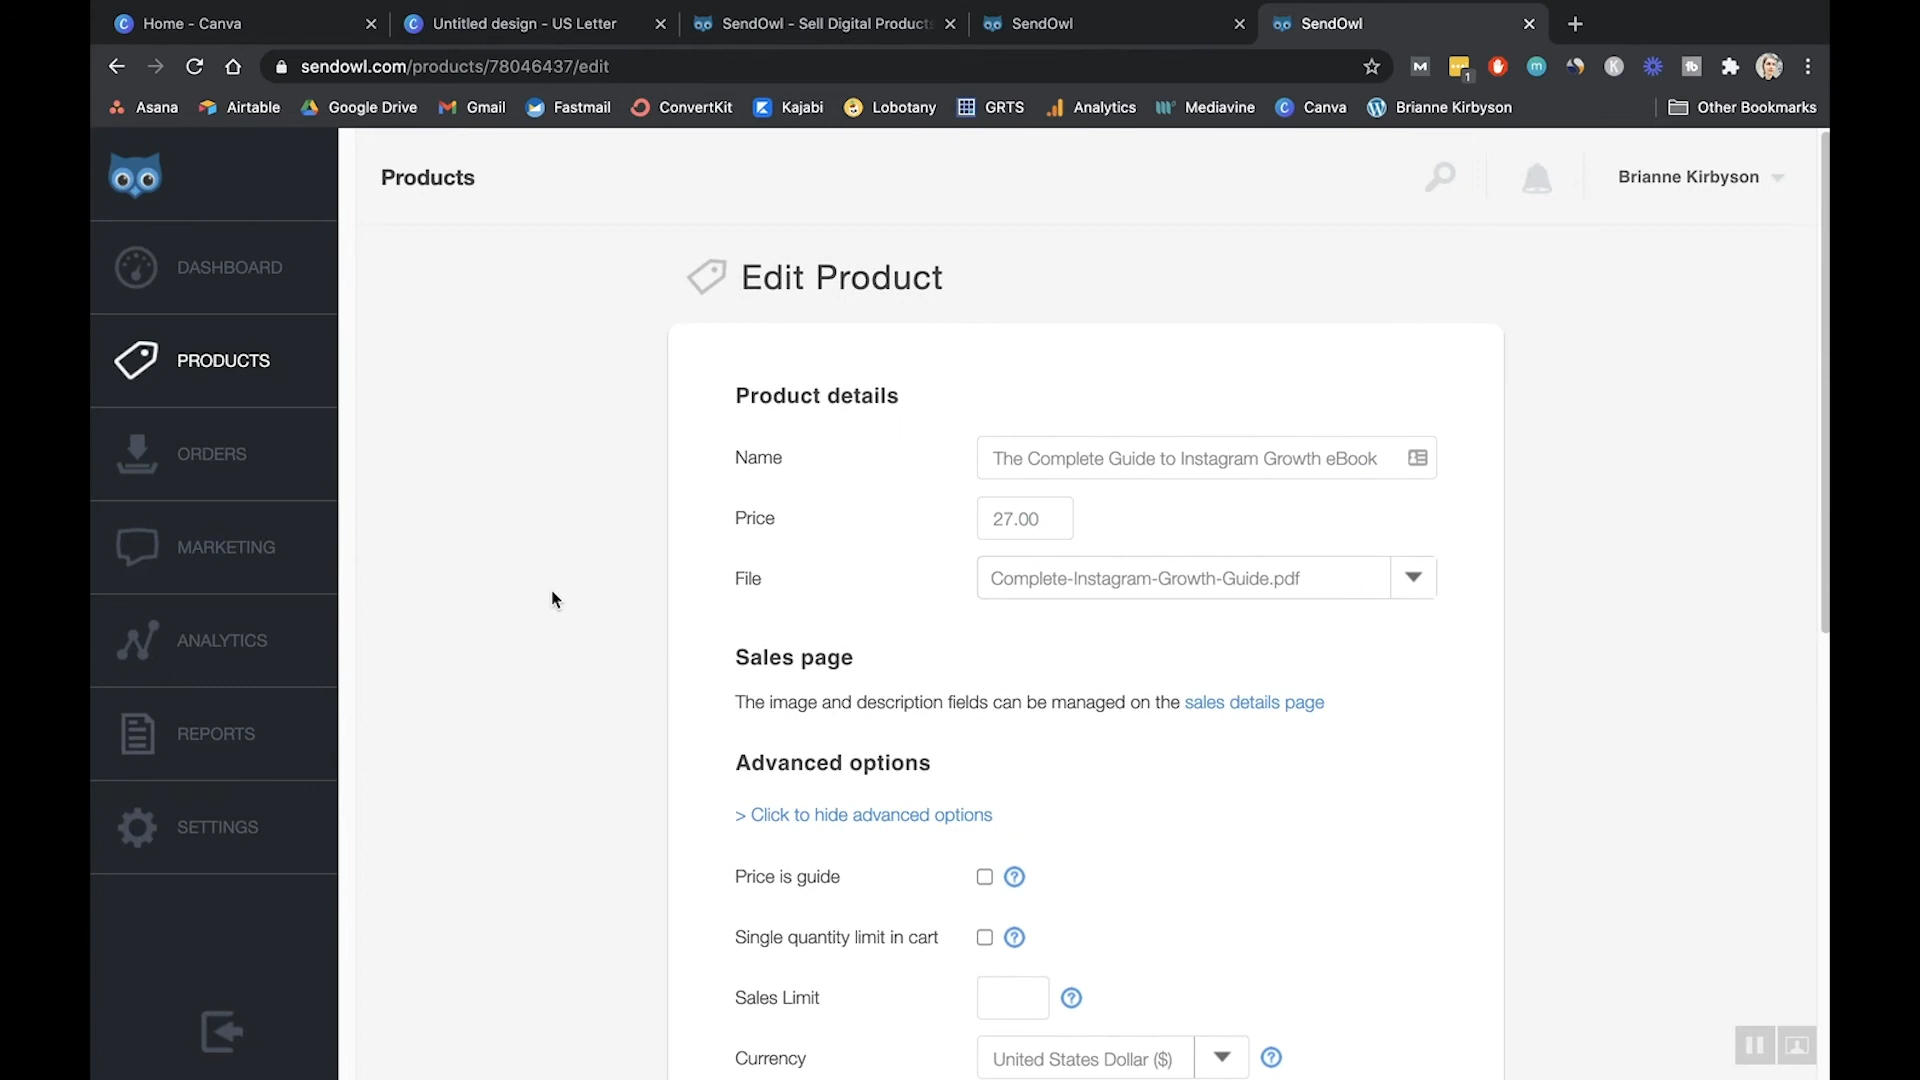 Home - Canva
Untitled design - US Letter
SendOwl - Sell Digital Products
SendOwl
SendOwl
sendowl.com/products/78046437/edit
1
Asana
Airtable
Google Drive
Gmail
Fastmail
ConvertKit
Kajabi
Lobotany
GRTS
Analytics
Mediavine
Canva
Brianne Kirbyson
Other Bookmarks
Products
Brianne Kirbyson
DASHBOARD
PRODUCTS
ORDERS
MARKETING
ANALYTICS
REPORTS
SETTINGS
Edit Product
Product details
Name
The Complete Guide to Instagram Growth eBook
Price
27.00
File
Complete-Instagram-Growth-Guide.pdf
Sales page
The image and description fields can be managed on the sales details page
Advanced options
> Click to hide advanced options
Price is guide
Single quantity limit in cart
Sales Limit
Currency
United States Dollar ($)